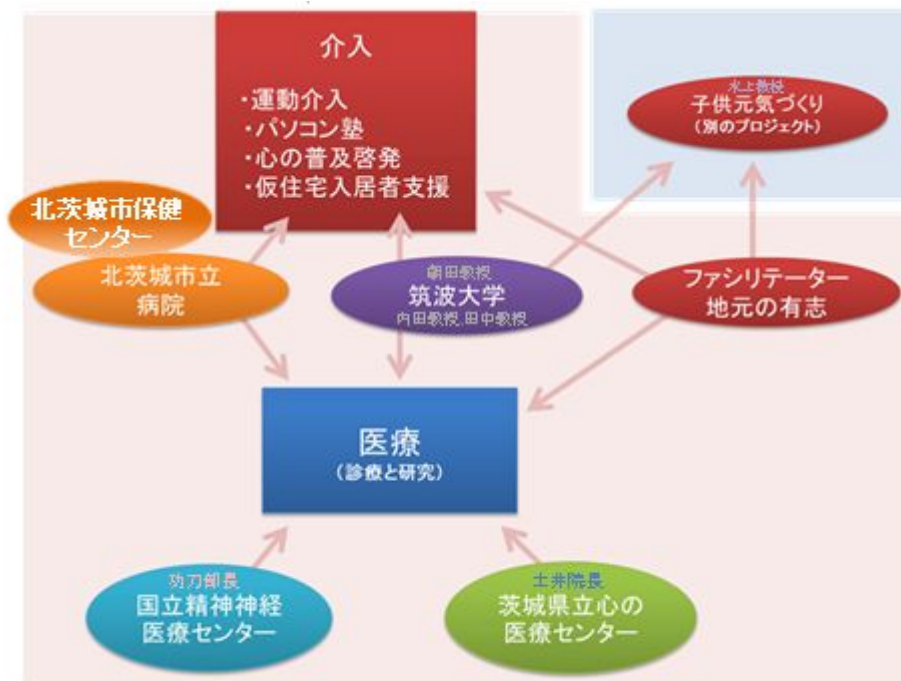 介入
・運動介入
・パソコン塾
・心の普及啓発
・仮住宅入居者支援
水上教授
子供元気づくり
(別のプロジェクト)
北茨城市保健
センター
北茨城市立
病院
朝田教授
筑波大学
内田教授,田中教授
ファシリテーター
地元の有志
医療
(診療と研究)
功刀部長
国立精神神経
医療センター
土井院長
茨城県立心の
医療センター